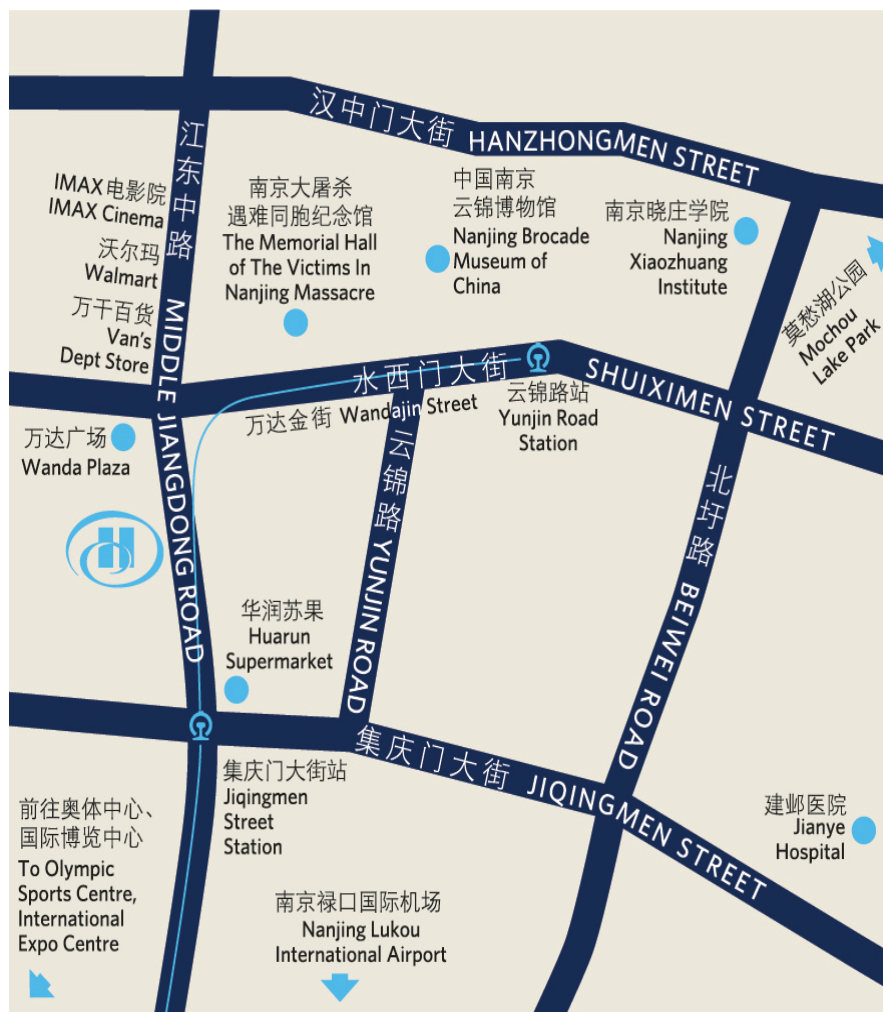 汉中门大街 HANZHONGMEN STREET
江东中路 MIDDLE JIANGDONG ROAD
IMAX电影院
IMAX Cinema
沃尔玛
Walmart
万千百货
Van's
Dept Store
南京大屠杀
遇难同胞纪念馆
The Memorial Hall
of The Victims In
Nanjing Massacre
中国南京
云锦博物馆
Nanjing Brocade
Museum of
China
南京晓庄学院
Nanjing
Xiaozhuang
Institute
莫愁湖公园
Mochou
Lake Park
水西门大街 SHUIXIMEN STREET
万达金街 Wandajin Street
云锦路站
Yunjin Road
Station
万达广场
Wanda Plaza
H
云锦路 YUNJIN ROAD
北圩路 BEIWEI ROAD
华润苏果
Huarun
Supermarket
集庆门大街 JIQINGMEN STREET
集庆门大街站
Jiqingmen
Street
Station
建邺医院
Jianye
Hospital
前往奥体中心、
国际博览中心
To Olympic
Sports Centre,
International
Expo Centre
南京禄口国际机场
Nanjing Lukou
International Airport